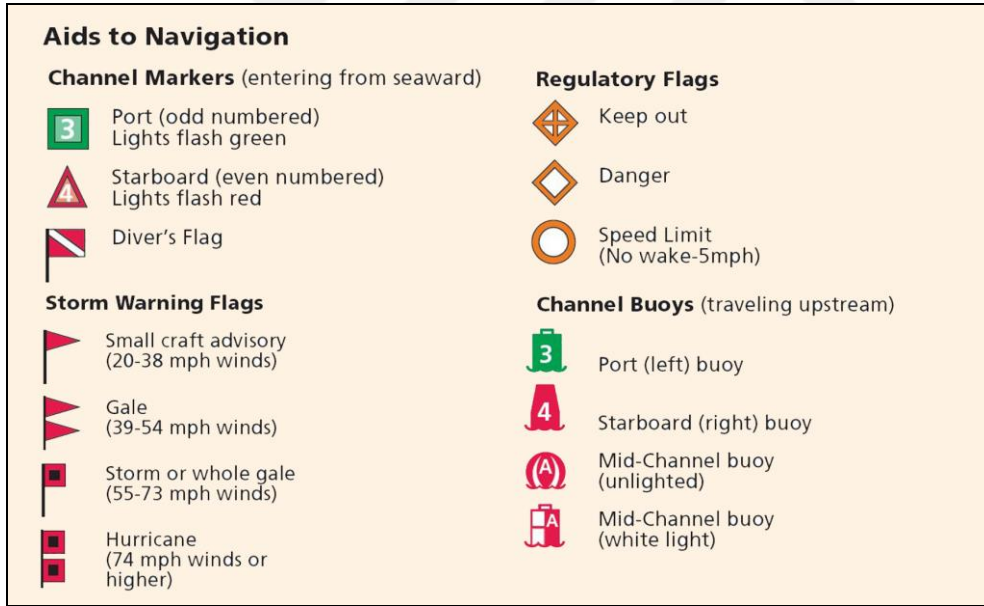 Aids to Navigation
Channel Markers (entering from seaward)
3
Port (odd numbered)
Lights flash green
4
Starboard (even numbered)
Lights flash red
Diver's Flag
Storm Warning Flags
Small craft advisory
(20-38 mph winds)
Gale
(39-54 mph winds)
Storm or whole gale
(55-73 mph winds)
Hurricane
(74 mph winds or
higher)
Regulatory Flags
Keep out
Danger
Speed Limit
(No wake-5mph)
Channel Buoys (traveling upstream)
3
Port (left) buoy
4
Starboard (right) buoy
A
Mid-Channel buoy
(unlighted)
A
Mid-Channel buoy
(white light)